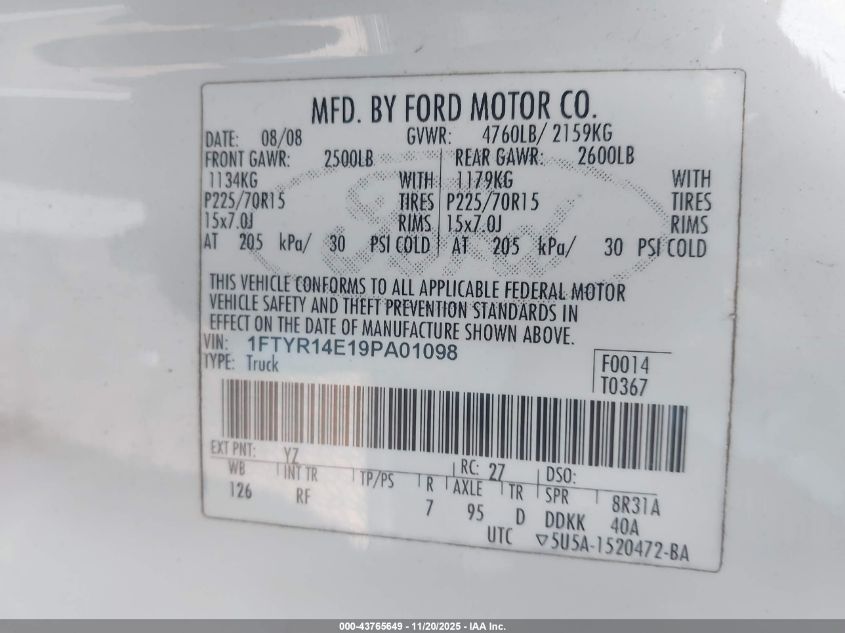 MFD. BY FORD MOTOR CO.
DATE: 08/08 GVWR: 4760LB/ 2159KG
FRONT GAWR: 2500LB REAR GAWR: 2600LB
1134KG WITH 1179KG WITH
P225/70R15 TIRES P225/70R15 TIRES
15x7.0J RIMS 15x7.0J RIMS
AT 205 kPa/ 30 PSI COLD AT 205 kPa/ 30 PSI COLD
THIS VEHICLE CONFORMS TO ALL APPLICABLE FEDERAL MOTOR
VEHICLE SAFETY AND THEFT PREVENTION STANDARDS IN
EFFECT ON THE DATE OF MANUFACTURE SHOWN ABOVE.
VIN: 1FTYR14E19PA01098
TYPE: Truck
F0014
T0367
EXT PNT: YZ RC: 27 DSO:
WB INT TR TP/PS R AXLE TR SPR 8R31A
126 RF 7 95 D DDKK 40A
UTC ▽5U5A-1520472-BA
000-43765649 - 11/20/2025 - IAA Inc.